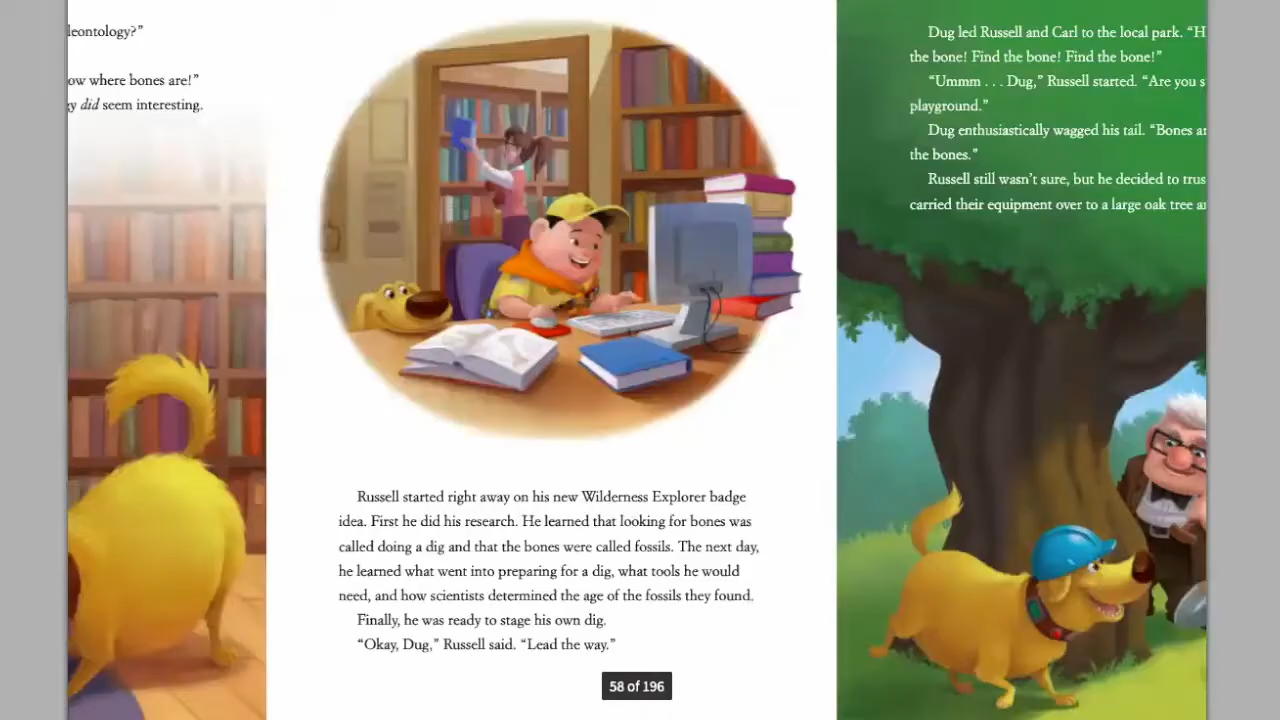 leontology?”
ow where bones are!”
gy did seem interesting.
Russell started right away on his new Wilderness Explorer badge
idea. First he did his research. He learned that looking for bones was
called doing a dig and that the bones were called fossils. The next day,
he learned what went into preparing for a dig, what tools he would
need, and how scientists determined the age of the fossils they found.
Finally, he was ready to stage his own dig.
“Okay, Dug,” Russell said. “Lead the way.”
58 of 196
Dug led Russell and Carl to the local park. “H
the bone! Find the bone! Find the bone!”
“Ummm . . . Dug,” Russell started. “Are you s
playground.”
Dug enthusiastically wagged his tail. “Bones ar
the bones.”
Russell still wasn’t sure, but he decided to trus
carried their equipment over to a large oak tree an